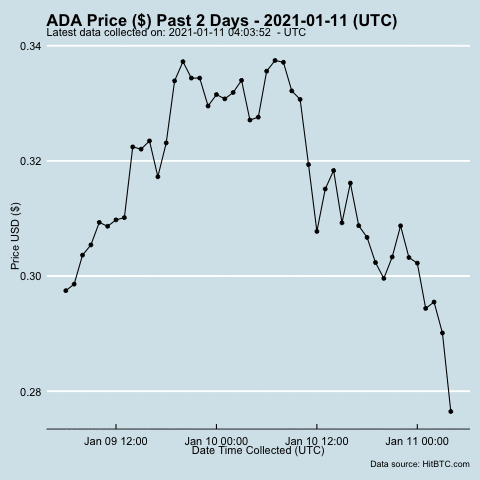 ADA Price ($) Past 2 Days - 2021-01-11 (UTC)
Latest data collected on: 2021-01-11 04:03:52 - UTC
0.34
0.32
0.30
0.28
Price USD ($)
Jan 09 12:00 Jan 10 00:00 Jan 10 12:00 Jan 11 00:00
Date Time Collected (UTC)
Data source: HitBTC.com